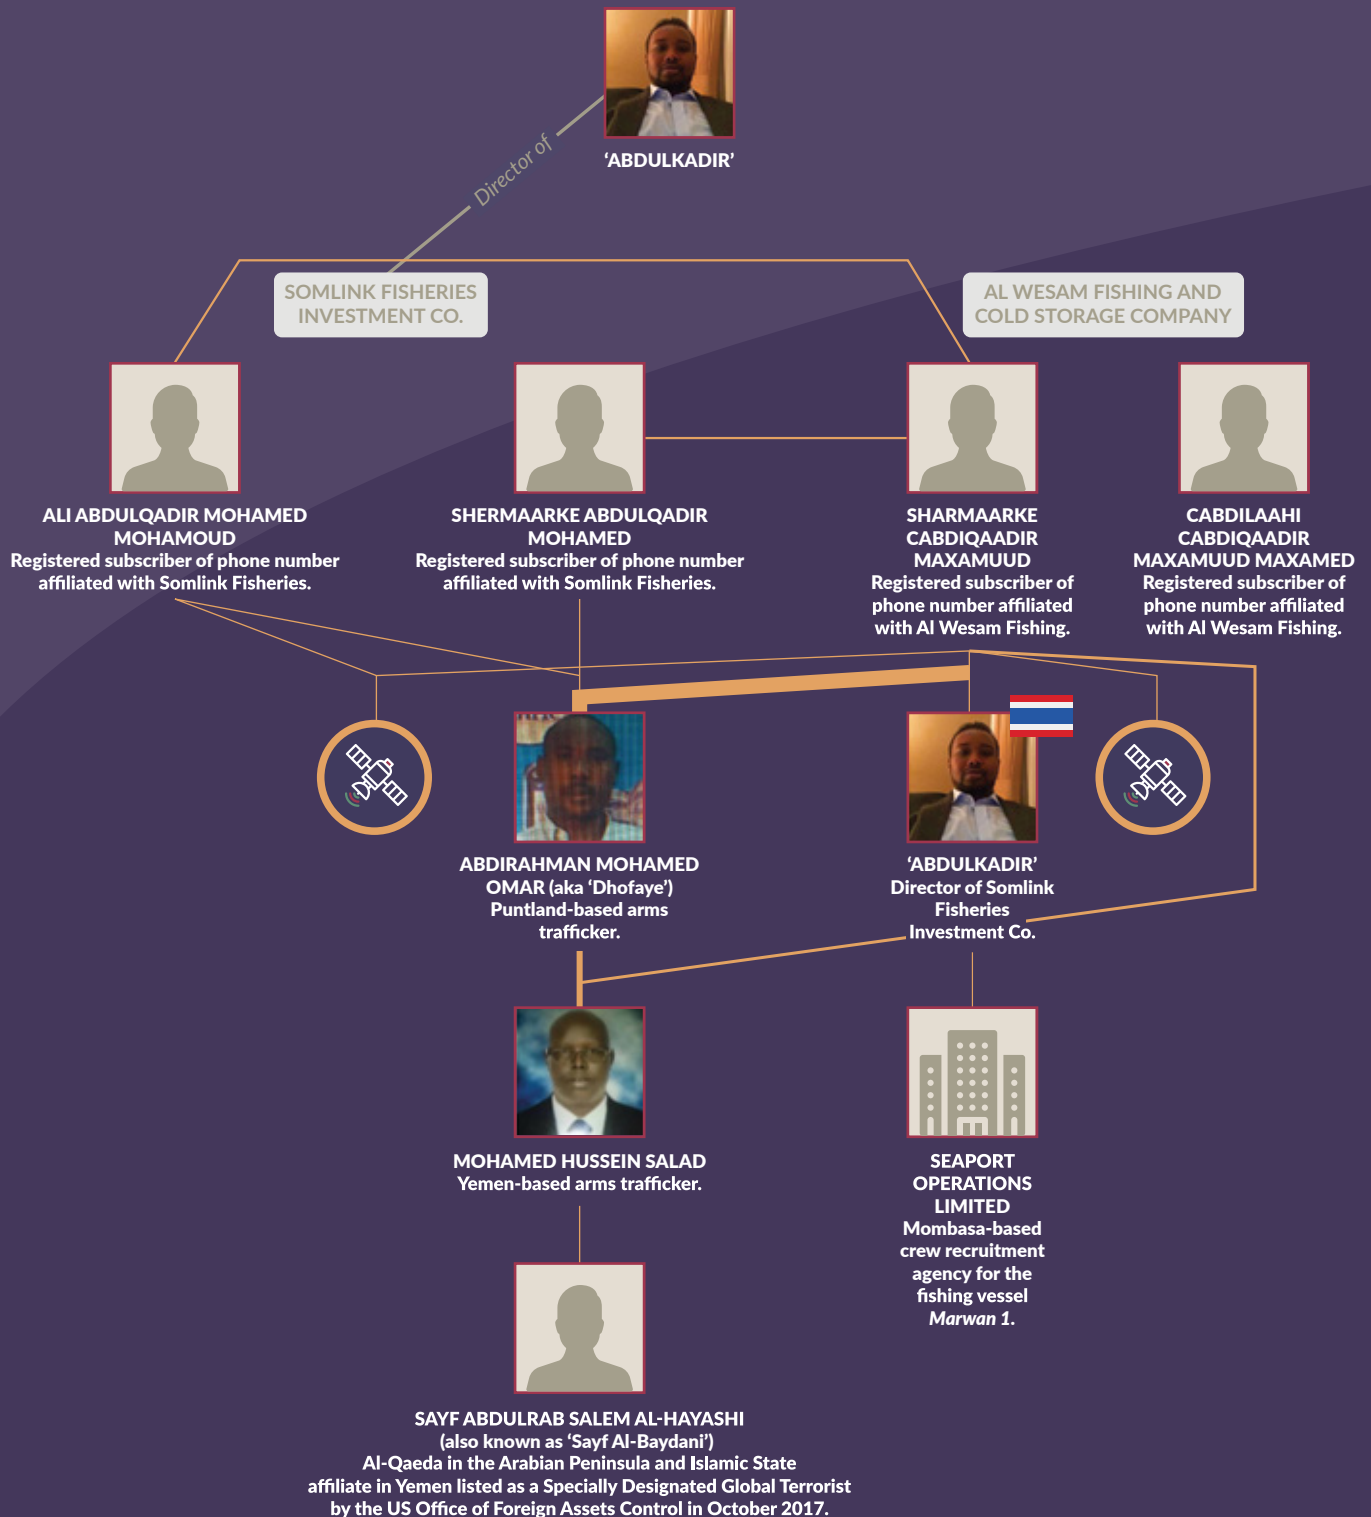 ‘ABDULKADIR’
Director of
SOMLINK FISHERIES
INVESTMENT CO.
AL WESAM FISHING AND
COLD STORAGE COMPANY
ALI ABDULQADIR MOHAMED
MOHAMOUD
Registered subscriber of phone number
affiliated with Somlink Fisheries.
SHERMAARKE ABDULQADIR
MOHAMED
Registered subscriber of phone number
affiliated with Somlink Fisheries.
SHARMAARKE
CABDIQAADIR
MAXAMUUD
Registered subscriber of
phone number affiliated
with Al Wesam Fishing.
CABDILAAHI
CABDIQAADIR
MAXAMUUD MAXAMED
Registered subscriber of
phone number affiliated
with Al Wesam Fishing.
ABDIRAHMAN MOHAMED
OMAR (aka ‘Dhofaye’)
Puntland-based arms
trafficker.
‘ABDULKADIR’
Director of Somlink
Fisheries
Investment Co.
MOHAMED HUSSEIN SALAD
Yemen-based arms trafficker.
SEAPORT
OPERATIONS
LIMITED
Mombasa-based
crew recruitment
agency for the
fishing vessel
Marwan 1.
SAYF ABDULRAB SALEM AL-HAYASHI
(also known as ‘Sayf Al-Baydani’)
Al-Qaeda in the Arabian Peninsula and Islamic State
affiliate in Yemen listed as a Specially Designated Global Terrorist
by the US Office of Foreign Assets Control in October 2017.